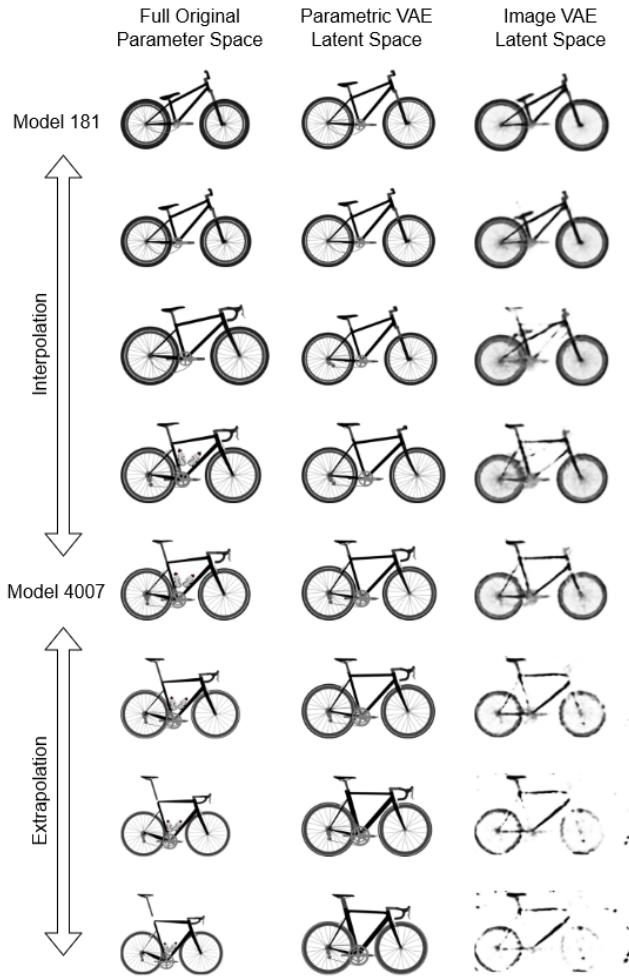 Full Original
Parameter Space
Parametric VAE
Latent Space
Image VAE
Latent Space
Model 181
Interpolation
Model 4007
Extrapolation